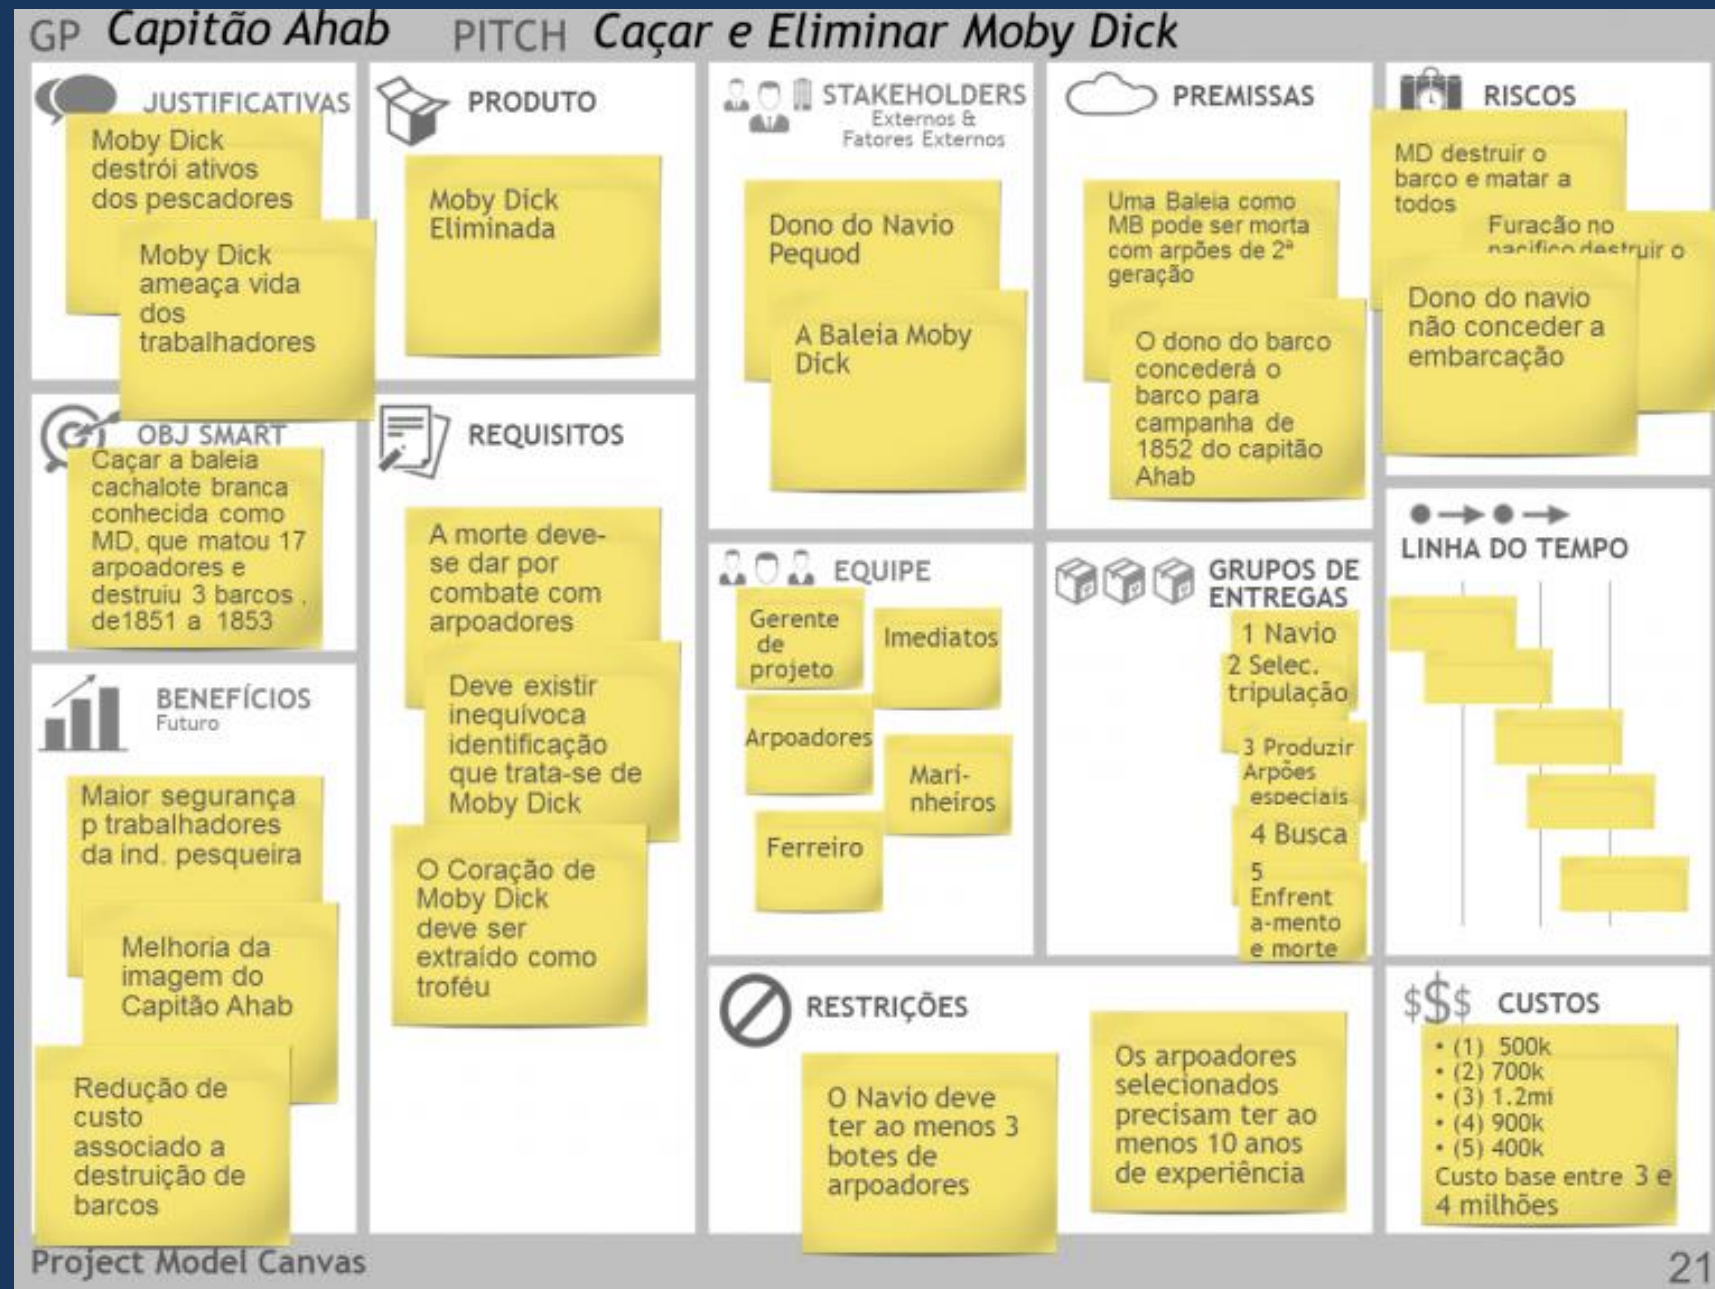 GP Capitão Ahab PITCH Caçar e Eliminar Moby Dick
JUSTIFICATIVAS
Moby Dick
destrói ativos
dos pescadores
Moby Dick
ameaça vida
dos
trabalhadores
OBJ SMART
Caçar a baleia
cachalote branca
conhecida como
MD, que matou 17
arpoadores e
destruiu 3 barcos ,
de1851 a 1853
BENEFÍCIOS
Futuro
Maior segurança
p trabalhadores
da ind. pesqueira
Melhoria da
imagem do
Capitão Ahab
Redução de
custo
associado a
destruição de
barcos
PRODUTO
Moby Dick
Eliminada
REQUISITOS
A morte deve-
se dar por
combate com
arpoadores
Deve existir
inequívoca
identificação
que trata-se de
Moby Dick
O Coração de
Moby Dick
deve ser
extraído como
troféu
STAKEHOLDERS
Externos &
Fatores Externos
Dono do Navio
Pequod
A Baleia Moby
Dick
EQUIPE
Gerente
de
projeto
Imediatos
Arpoadores
Mari-
nheiros
Ferreiro
PREMISSAS
Uma Baleia como
MB pode ser morta
com arpões de 2ª
geração
O dono do barco
concederá o
barco para
campanha de
1852 do capitão
Ahab
GRUPOS DE
ENTREGAS
1 Navio
2 Selec.
tripulação
3 Produzir
Arpões
especiais
4 Busca
5
Enfrent
a-mento
e morte
RESTRIÇÕES
O Navio deve
ter ao menos 3
botes de
arpoadores
Os arpoadores
selecionados
precisam ter ao
menos 10 anos
de experiência
RISCOS
MD destruir o
barco e matar a
todos
Furacão no
pacifico destruir o
Dono do navio
não conceder a
embarcação
LINHA DO TEMPO
$$$ CUSTOS
• (1) 500k
• (2) 700k
• (3) 1.2mi
• (4) 900k
• (5) 400k
Custo base entre 3 e
4 milhões
Project Model Canvas
21